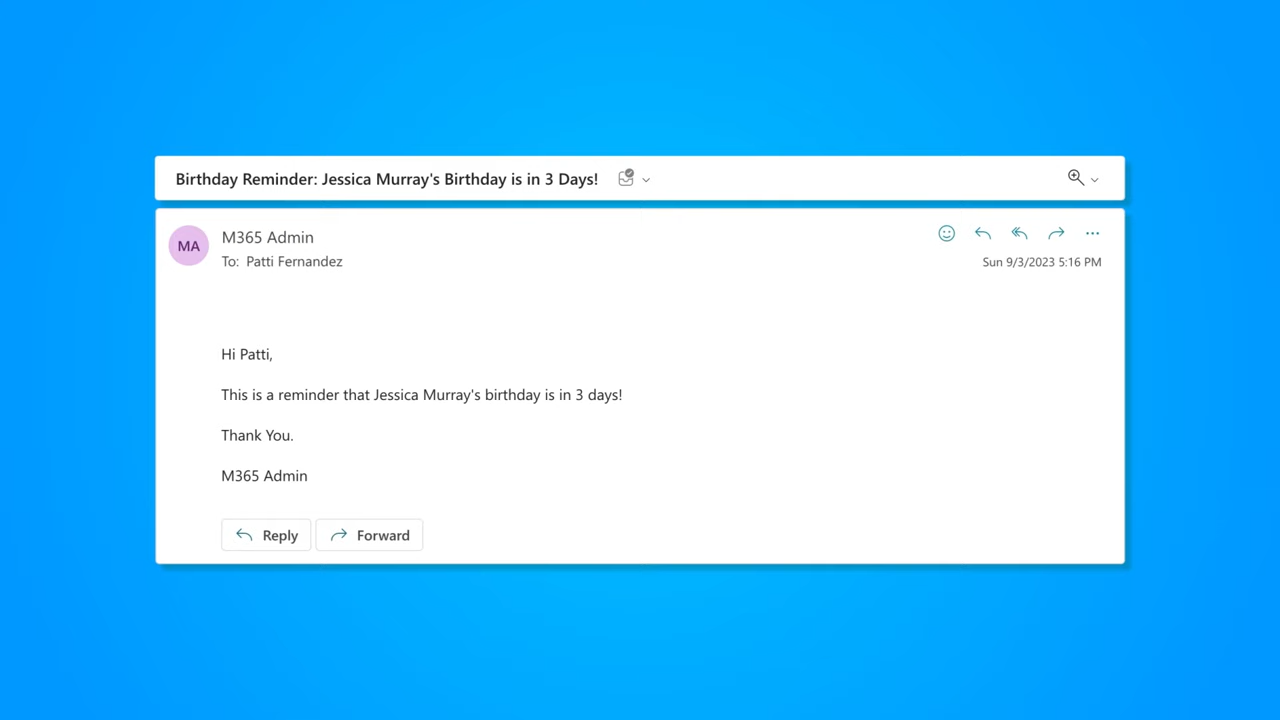 Birthday Reminder: Jessica Murray's Birthday is in 3 Days!
MA
M365 Admin
To: Patti Fernandez
Sun 9/3/2023 5:16 PM
Hi Patti,
This is a reminder that Jessica Murray's birthday is in 3 days!
Thank You.
M365 Admin
Reply
Forward